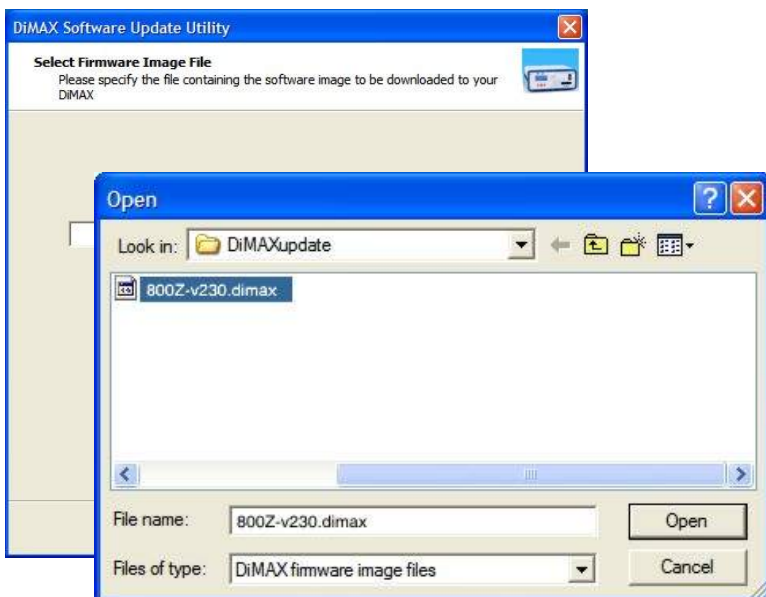 DiMAX Software Update Utility
Select Firmware Image File
Please specify the file containing the software image to be downloaded to your
DiMAX
Open
Look in: DiMAXupdate
800Z-v230.dimax
File name: 800Z-v230.dimax
Open
Files of type: DiMAX firmware image files
Cancel